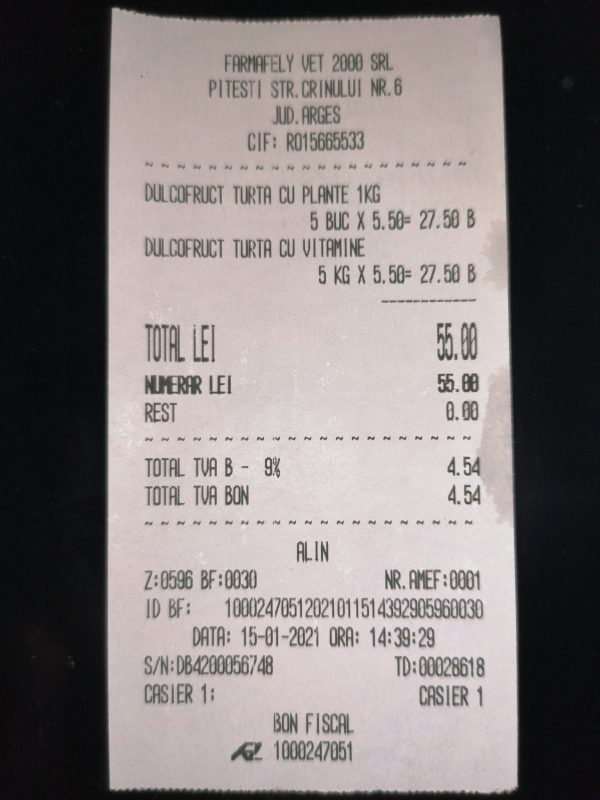 FARMAFELY VET 2000 SRL
PITESTI STR.CRINULUI NR.6
JUD.ARGES
CIF: RO15665533
~ ~ ~ ~ ~ ~ ~ ~ ~ ~ ~ ~ ~ ~ ~ ~ ~ ~ ~ ~
DULCOFRUCT TURTA CU PLANTE 1KG
5 BUC X 5.50= 27.50 B
DULCOFRUCT TURTA CU VITAMINE
5 KG X 5.50= 27.50 B
------------
TOTAL LEI 55.00
NUMERAR LEI 55.00
REST 0.00
~ ~ ~ ~ ~ ~ ~ ~ ~ ~ ~ ~ ~ ~ ~ ~ ~ ~ ~ ~
TOTAL TVA B - 9% 4.54
TOTAL TVA BON 4.54
~ ~ ~ ~ ~ ~ ~ ~ ~ ~ ~ ~ ~ ~ ~ ~ ~ ~ ~ ~
ALIN
Z:0596 BF:0030 NR.AMEF:0001
ID BF: 10002470512021011514392905960030
DATA: 15-01-2021 ORA: 14:39:29
S/N:DB4200056748 TD:00028618
CASIER 1: CASIER 1
BON FISCAL
1000247051